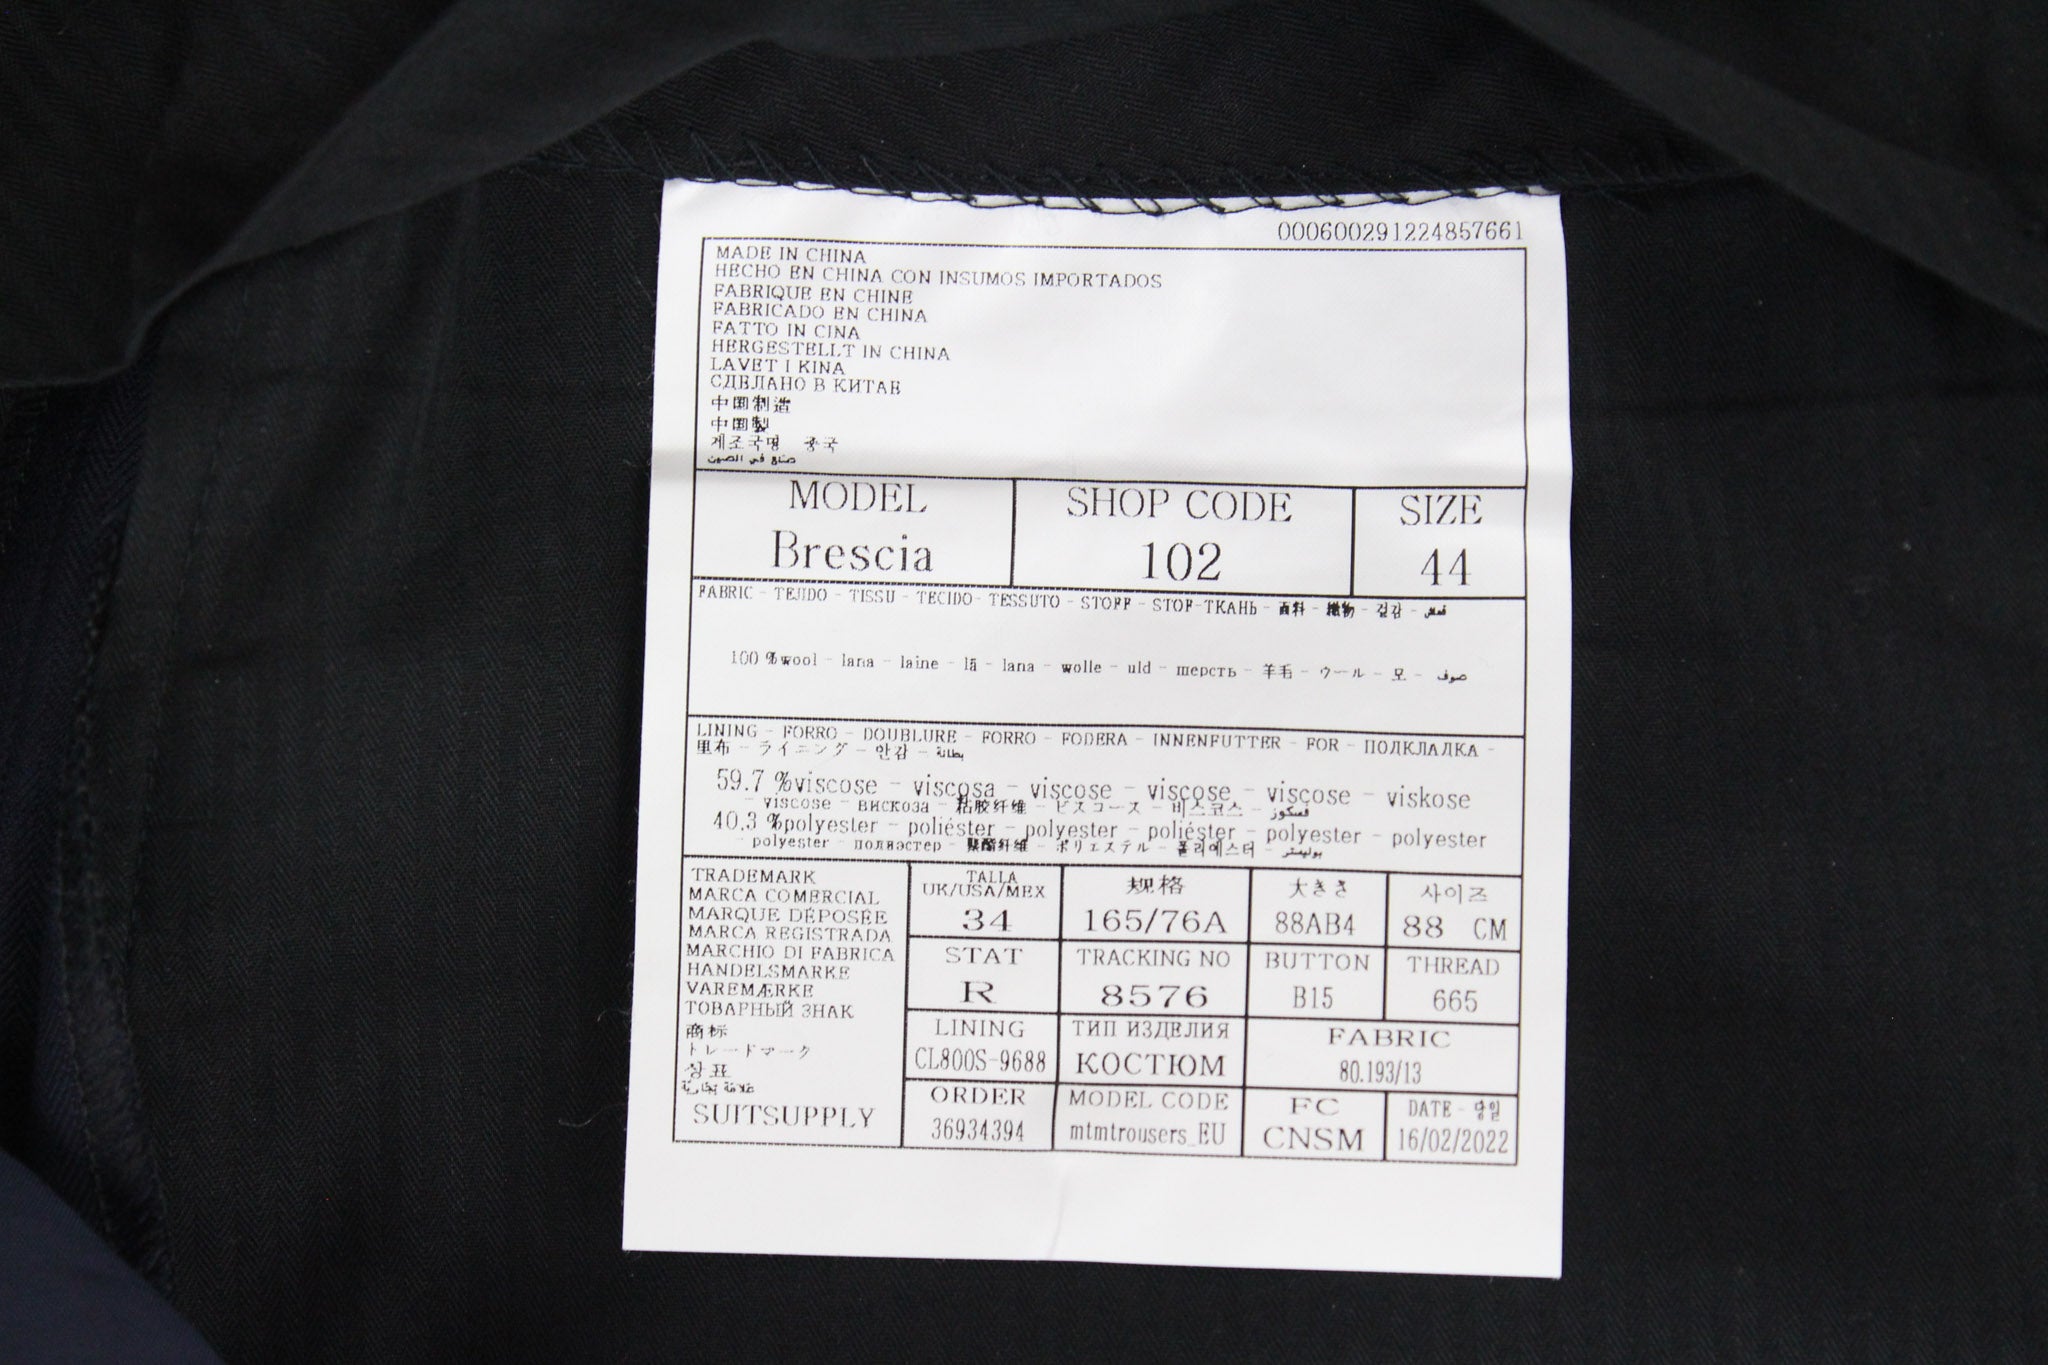 000600291224857661
MADE IN CHINA
HECHO EN CHINA CON INSUMOS IMPORTADOS
FABRIQUE EN CHINE
FABRICADO EN CHINA
FATTO IN CINA
HERGESTELLT IN CHINA
LAVET I KINA
СДЕЛАНО В КИТАЕ
中国制造
中国製
제조국명 중국
صنع في الصين
MODEL SHOP CODE SIZE
Brescia 102 44
FABRIC - TEJIDO - TISSU - TECIDO- TESSUTO - STOFF - STOF-ТКАНЬ - 面料 - 織物 - 겉감 - قماش
100 %wool - lana - laine - lã - lana - wolle - uld - шерсть - 羊毛 - ウール - 모 - صوف
LINING - FORRO - DOUBLURE - FORRO - FODERA - INNENFUTTER - FOR - ПОЛКЛАЛКА -
里布 - ライニング - 안감 - بطانة
59.7 %viscose - viscosa - viscose - viscose - viscose - viskose
- viscose - вискоза - 粘胶纤维 - ビスコース - 비스코스 - فسكوز
40.3 %polyester - poliéster - polyester - poliéster - polyester - polyester
- polyester - полиэстер - 聚酯纤维 - ポリエステル - 폴리에스터 - بوليستر
TRADEMARK
MARCA COMERCIAL
MARQUE DÉPOSÉE
MARCA REGISTRADA
MARCHIO DI FABRICA
HANDELSMARKE
VAREMÆRKE
ТОВАРНЫЙ ЗНАК
商标
トレードマーク
상표
علامة تجارية
SUITSUPPLY
TALLA
UK/USA/MEX 规格 大きさ 사이즈
34 165/76A 88AB4 88 CM
STAT TRACKING NO BUTTON THREAD
R 8576 B15 665
LINING ТИП ИЗДЕЛИЯ FABRIC
CL800S-9688 КОСТЮМ 80.193/13
ORDER MODEL CODE FC DATE -
36934394 mtmtrousers_EU CNSM 16/02/2022